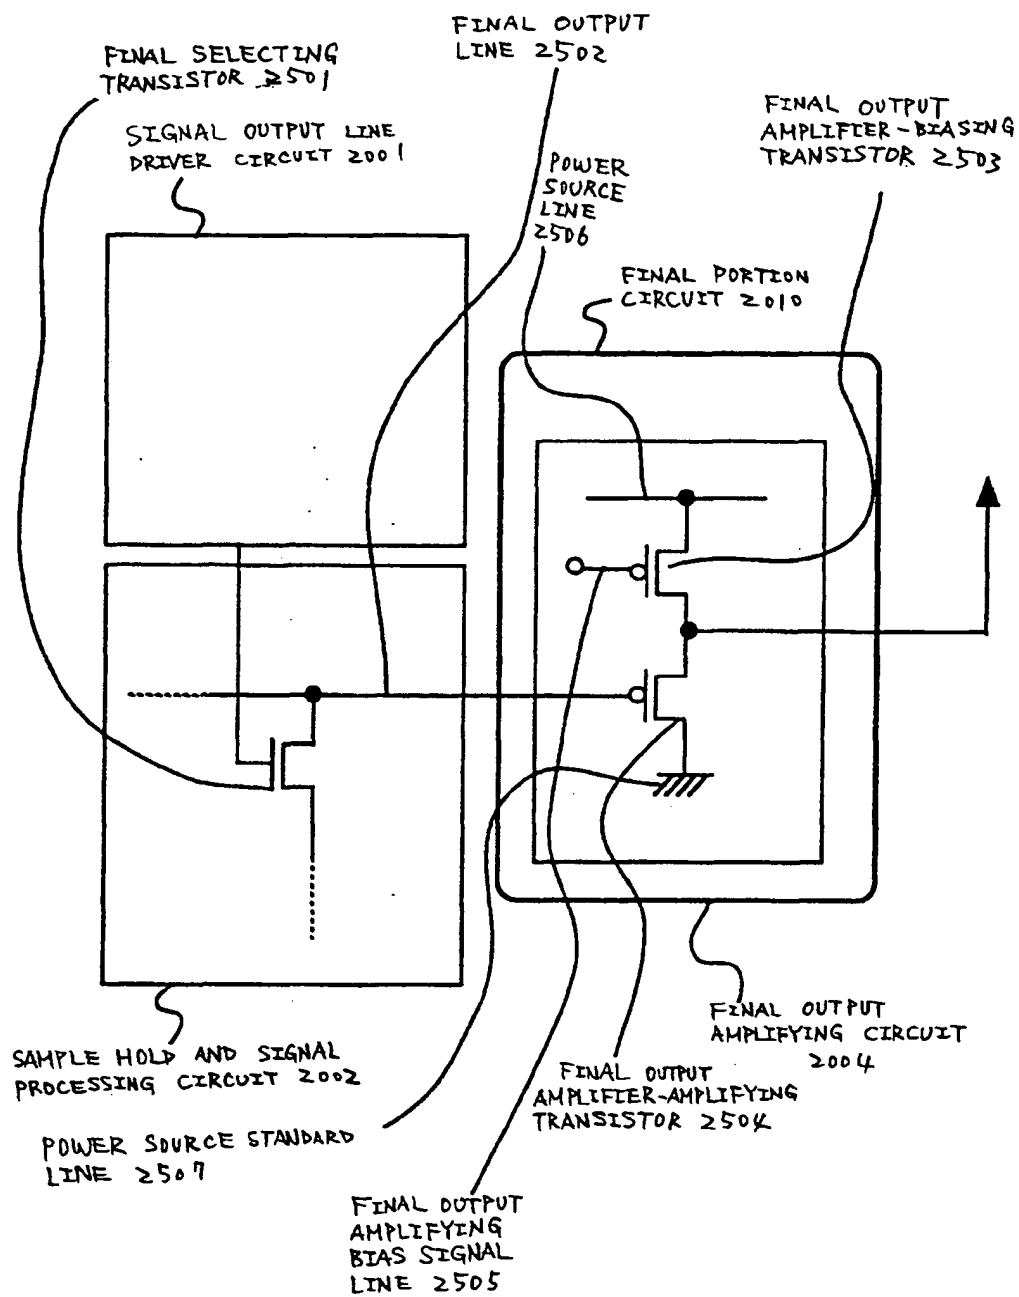 FINAL OUTPUT
LINE 2502
FINAL SELECTING
TRANSISTOR 2501
FINAL OUTPUT
AMPLIFIER-BIASING
TRANSISTOR 2503
SIGNAL OUTPUT LINE
DRIVER CIRCUIT 2001
POWER
SOURCE
LINE
2506
FINAL PORTION
CIRCUIT 2010
FINAL OUTPUT
AMPLIFYING CIRCUIT
2004
SAMPLE HOLD AND SIGNAL
PROCESSING CIRCUIT 2002
FINAL OUTPUT
AMPLIFIER-AMPLIFYING
TRANSISTOR 2504
POWER SOURCE STANDARD
LINE 2507
FINAL OUTPUT
AMPLIFYING
BIAS SIGNAL
LINE 2505